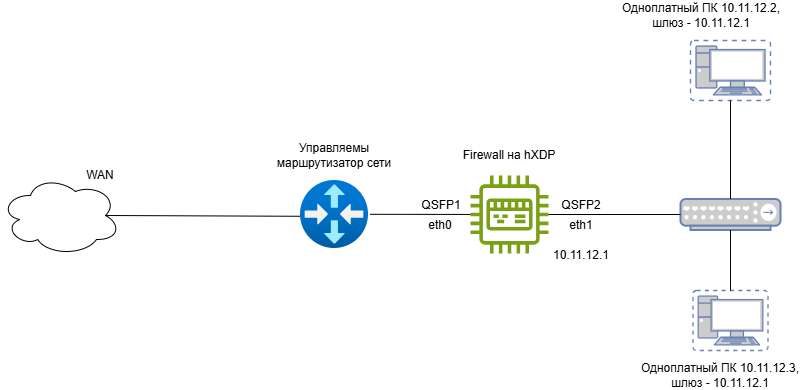 Одноплатный ПК 10.11.12.2,
шлюз - 10.11.12.1
Управляемы
маршрутизатор сети
Firewall на hXDP
WAN
QSFP1
QSFP2
eth0
eth1
10.11.12.1
Одноплатный ПК 10.11.12.3,
шлюз - 10.11.12.1